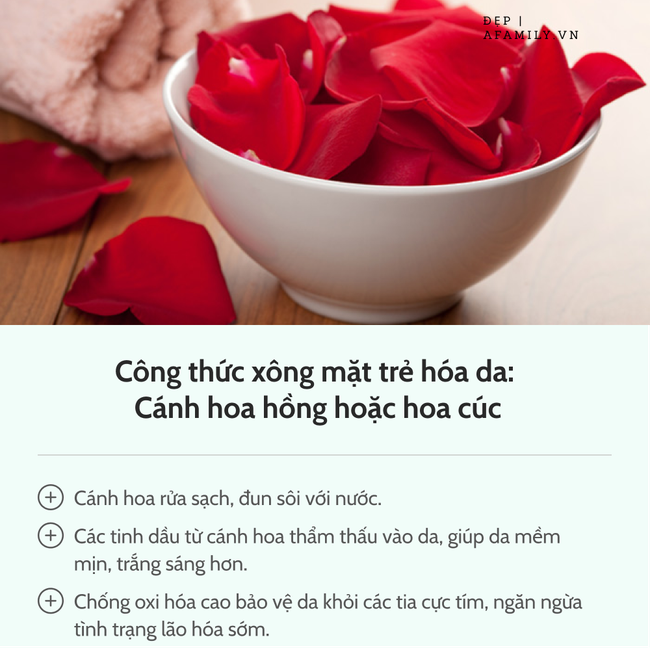 ĐẸP |
AFAMILY.VN
Công thức xông mặt trẻ hóa da:
Cánh hoa hồng hoặc hoa cúc
Cánh hoa rửa sạch, đun sôi với nước.
Các tinh dầu từ cánh hoa thẩm thấu vào da, giúp da mềm
mịn, trắng sáng hơn.
Chống oxi hóa cao bảo vệ da khỏi các tia cực tím, ngăn ngừa
tình trạng lão hóa sớm.